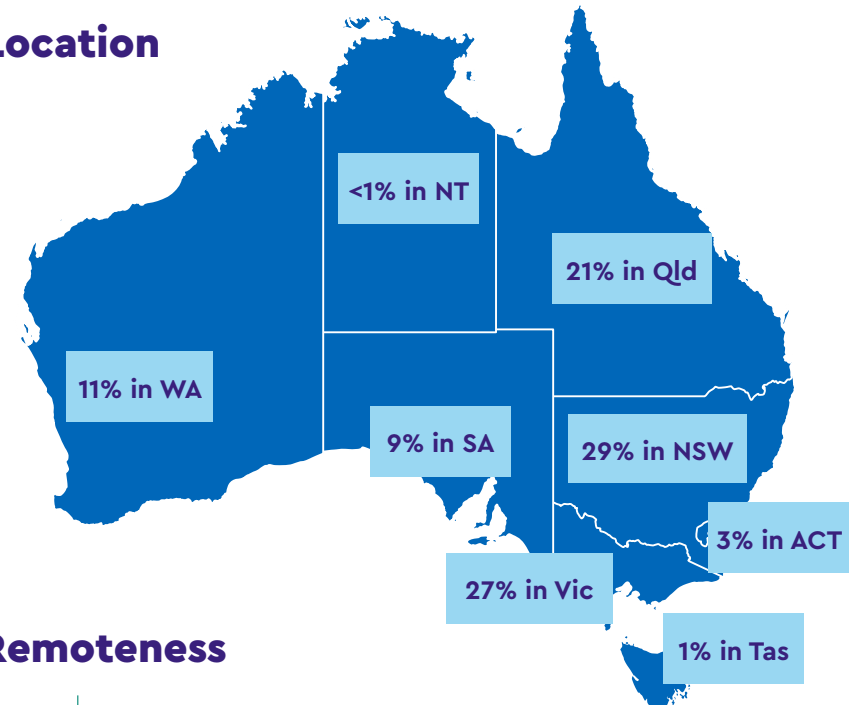 Location
<1% in NT
21% in Qld
11% in WA
9% in SA
29% in NSW
3% in ACT
27% in Vic
1% in Tas
Remoteness